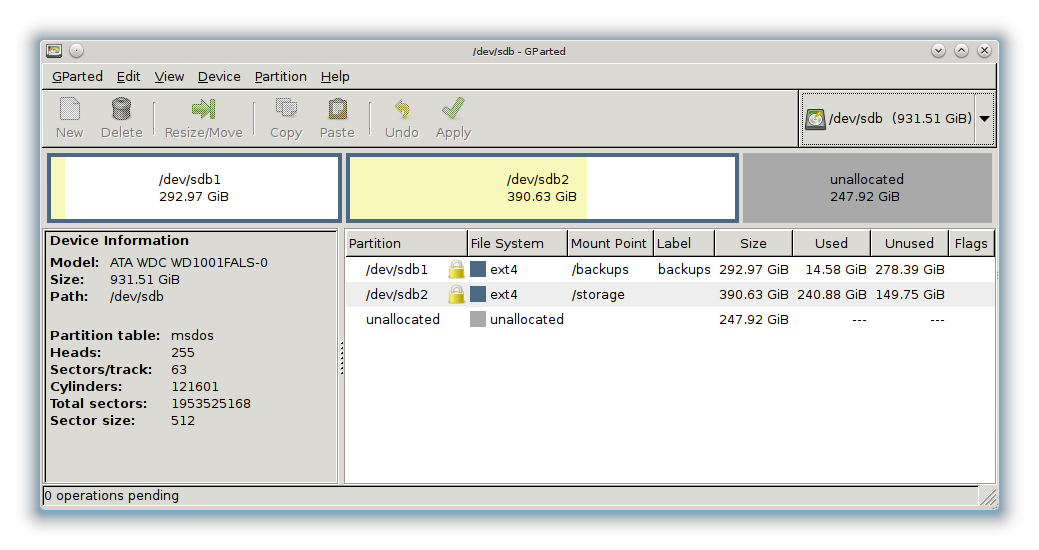 /dev/sdb - GParted
GParted Edit View Device Partition Help
New Delete Resize/Move Copy Paste Undo Apply /dev/sdb (931.51 GiB)
/dev/sdb1
292.97 GiB
/dev/sdb2
390.63 GiB
unallocated
247.92 GiB
Device Information
Model: ATA WDC WD1001FALS-0
Size: 931.51 GiB
Path: /dev/sdb
Partition table: msdos
Heads: 255
Sectors/track: 63
Cylinders: 121601
Total sectors: 1953525168
Sector size: 512
Partition File System Mount Point Label Size Used Unused Flags
/dev/sdb1 ext4 /backups backups 292.97 GiB 14.58 GiB 278.39 GiB
/dev/sdb2 ext4 /storage 390.63 GiB 240.88 GiB 149.75 GiB
unallocated unallocated 247.92 GiB --- ---
0 operations pending